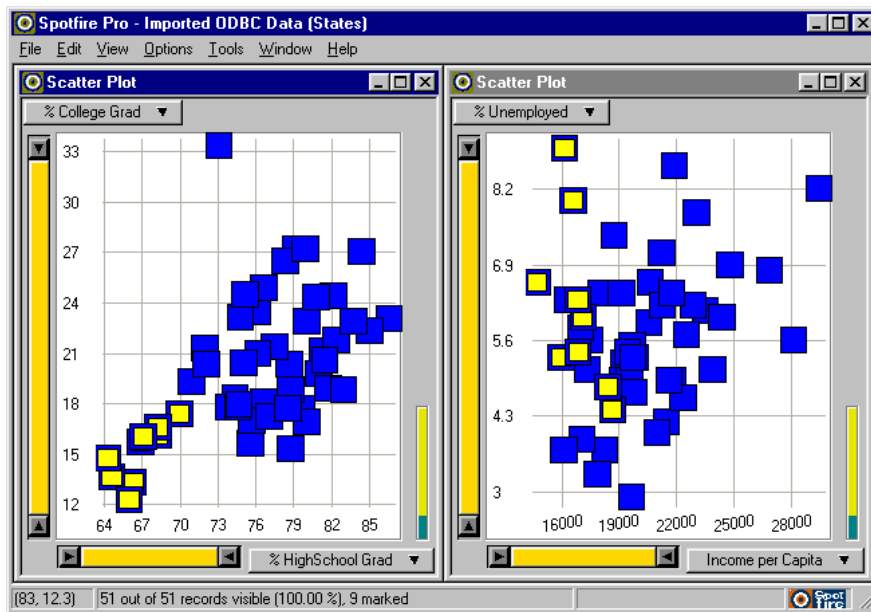 Spotfire Pro - Imported ODBC Data (States)
File Edit View Options Tools Window Help
Scatter Plot
% College Grad
33
30
27
24
21
18
15
12
64 67 70 73 76 79 82 85
% HighSchool Grad
Scatter Plot
% Unemployed
8.2
6.9
5.6
4.3
3
16000 19000 22000 25000 28000
Income per Capita
(83, 12.3) 51 out of 51 records visible (100.00 %), 9 marked
Spot
fire